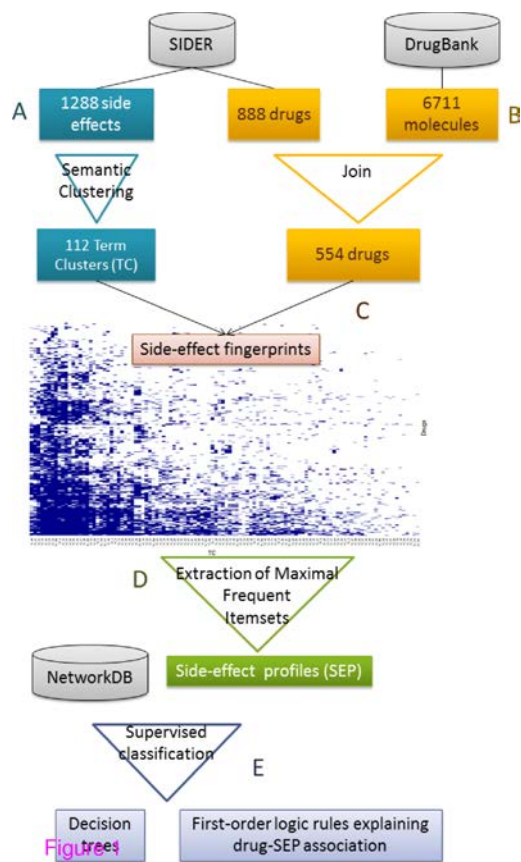 SIDER
DrugBank
A
1288 side
effects
888 drugs
6711
molecules
B
Semantic
Clustering
Join
112 Term
Clusters (TC)
554 drugs
C
Side-effect fingerprints
Drugs
TC
D
Extraction of Maximal
Frequent
Itemsets
NetworkDB
Side-effect profiles (SEP)
Supervised
classification
E
Decision
trees
First-order logic rules explaining
drug-SEP association
Figure 1